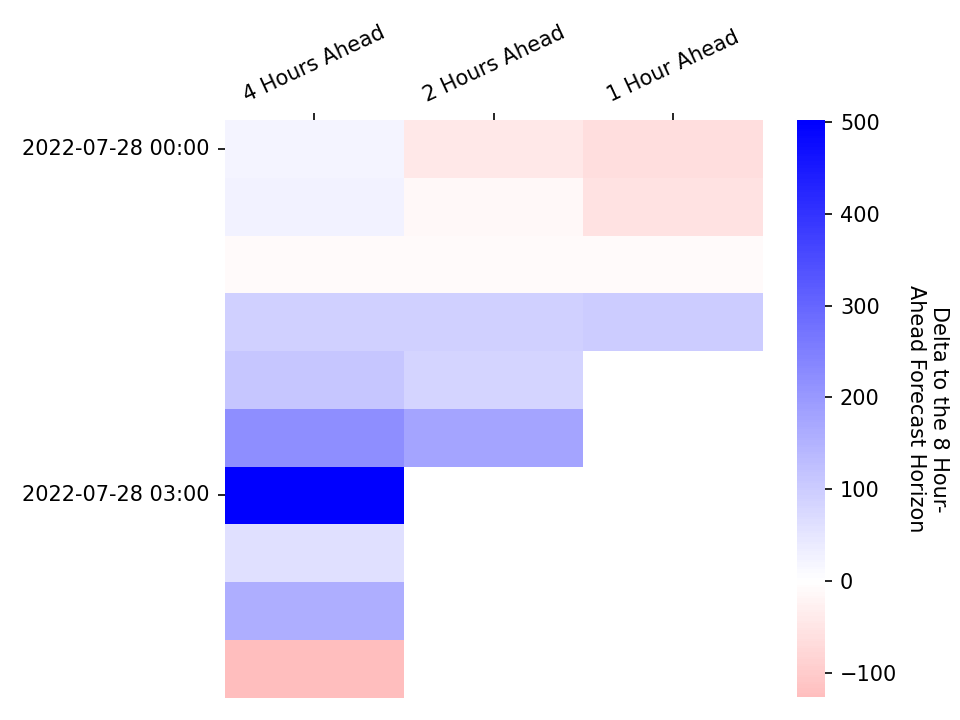 4 Hours Ahead
2 Hours Ahead
1 Hour Ahead
2022-07-28 00:00
2022-07-28 03:00
500
400
300
200
100
0
−100
Delta to the 8 Hour-
Ahead Forecast Horizon